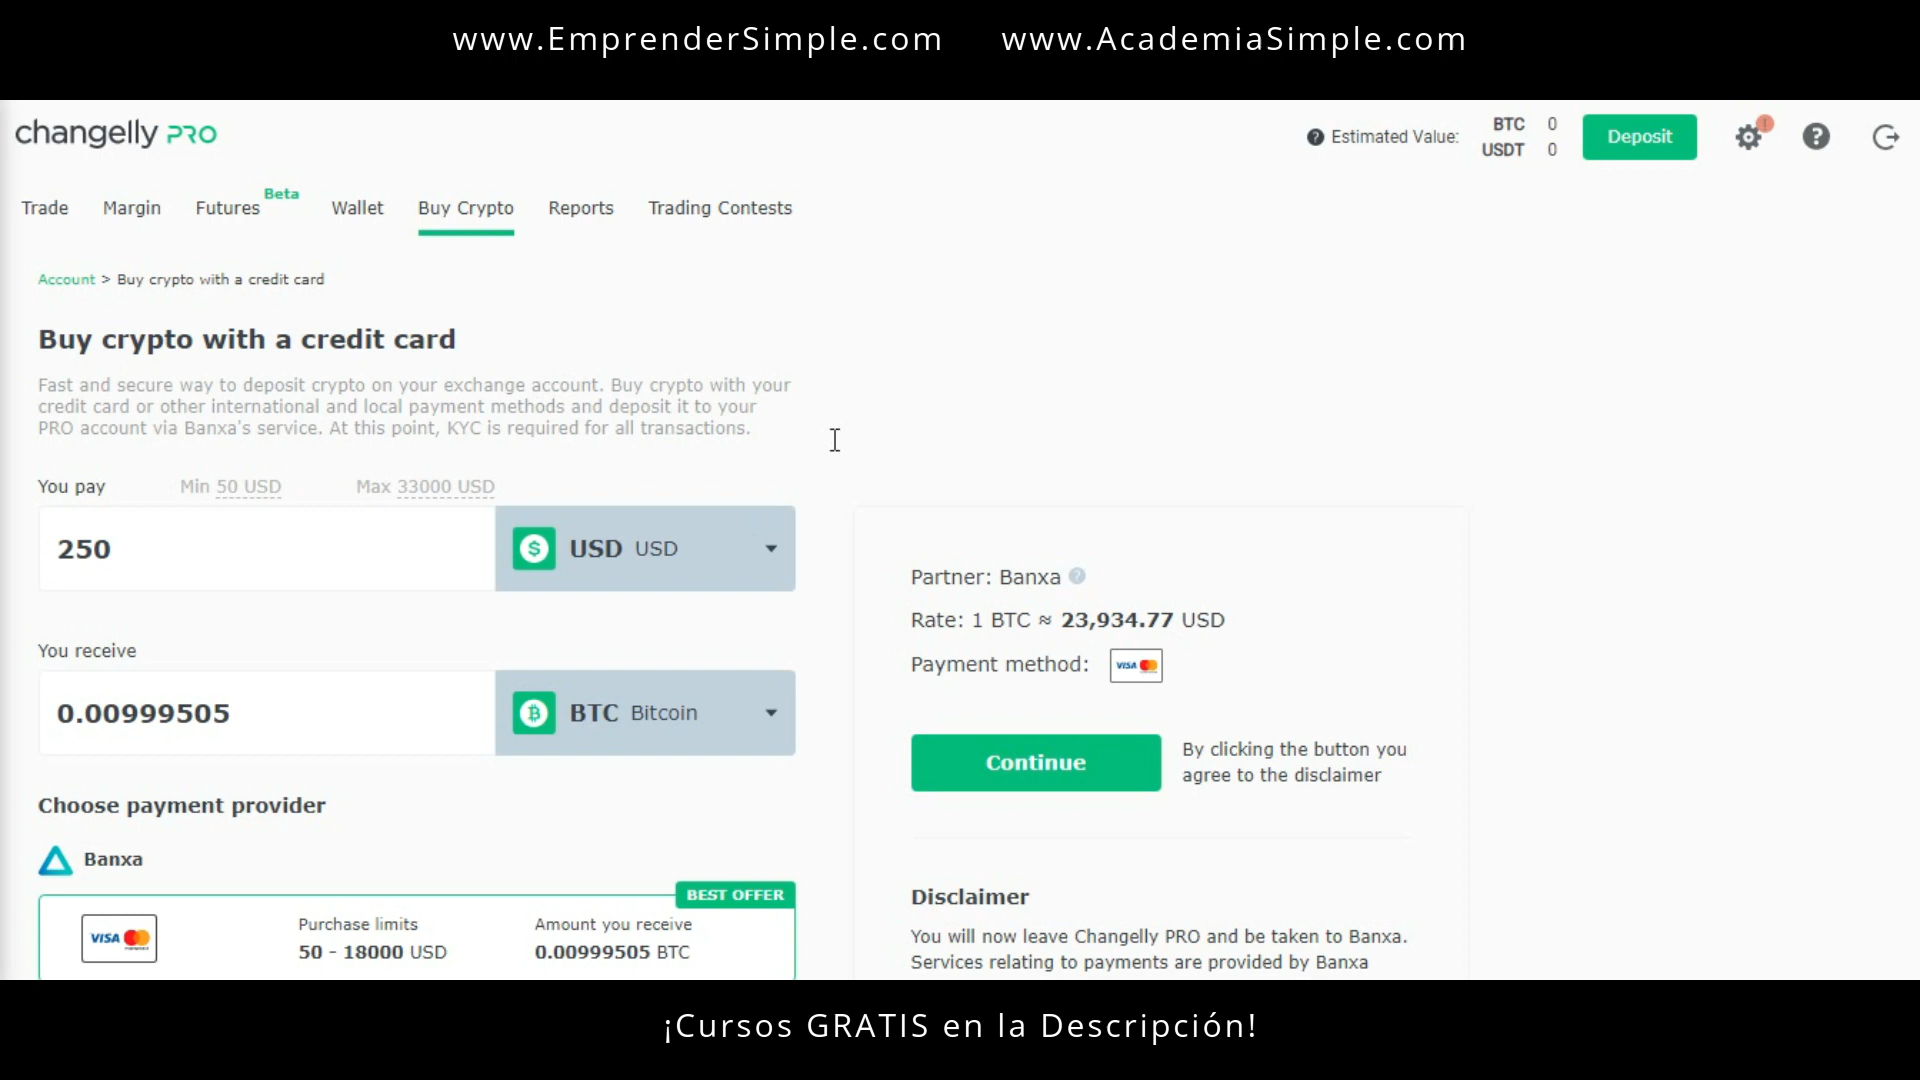 www.EmprenderSimple.com www.AcademiaSimple.com
changelly PRO
Estimated Value: BTC 0
USDT 0
Deposit
Trade Margin Futures Beta Wallet Buy Crypto Reports Trading Contests
Account > Buy crypto with a credit card
Buy crypto with a credit card
Fast and secure way to deposit crypto on your exchange account. Buy crypto with your
credit card or other international and local payment methods and deposit it to your
PRO account via Banxa's service. At this point, KYC is required for all transactions.
You pay Min 50 USD Max 33000 USD
250 USD USD
You receive
0.00999505 BTC Bitcoin
Choose payment provider
Banxa
BEST OFFER
VISA
Purchase limits
50 - 18000 USD
Amount you receive
0.00999505 BTC
Partner: Banxa
Rate: 1 BTC ≈ 23,934.77 USD
Payment method: VISA
Continue
By clicking the button you
agree to the disclaimer
Disclaimer
You will now leave Changelly PRO and be taken to Banxa.
Services relating to payments are provided by Banxa
¡Cursos GRATIS en la Descripción!